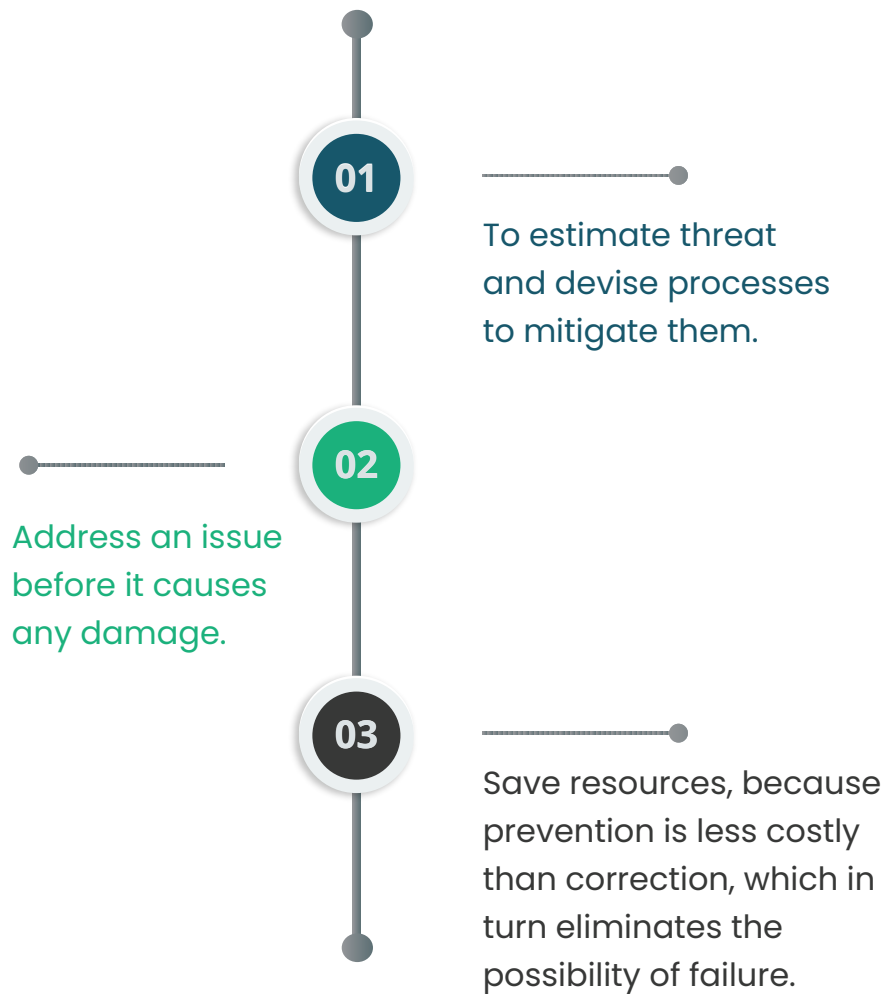 01
To estimate threat
and devise processes
to mitigate them.
02
Address an issue
before it causes
any damage.
03
Save resources, because
prevention is less costly
than correction, which in
turn eliminates the
possibility of failure.